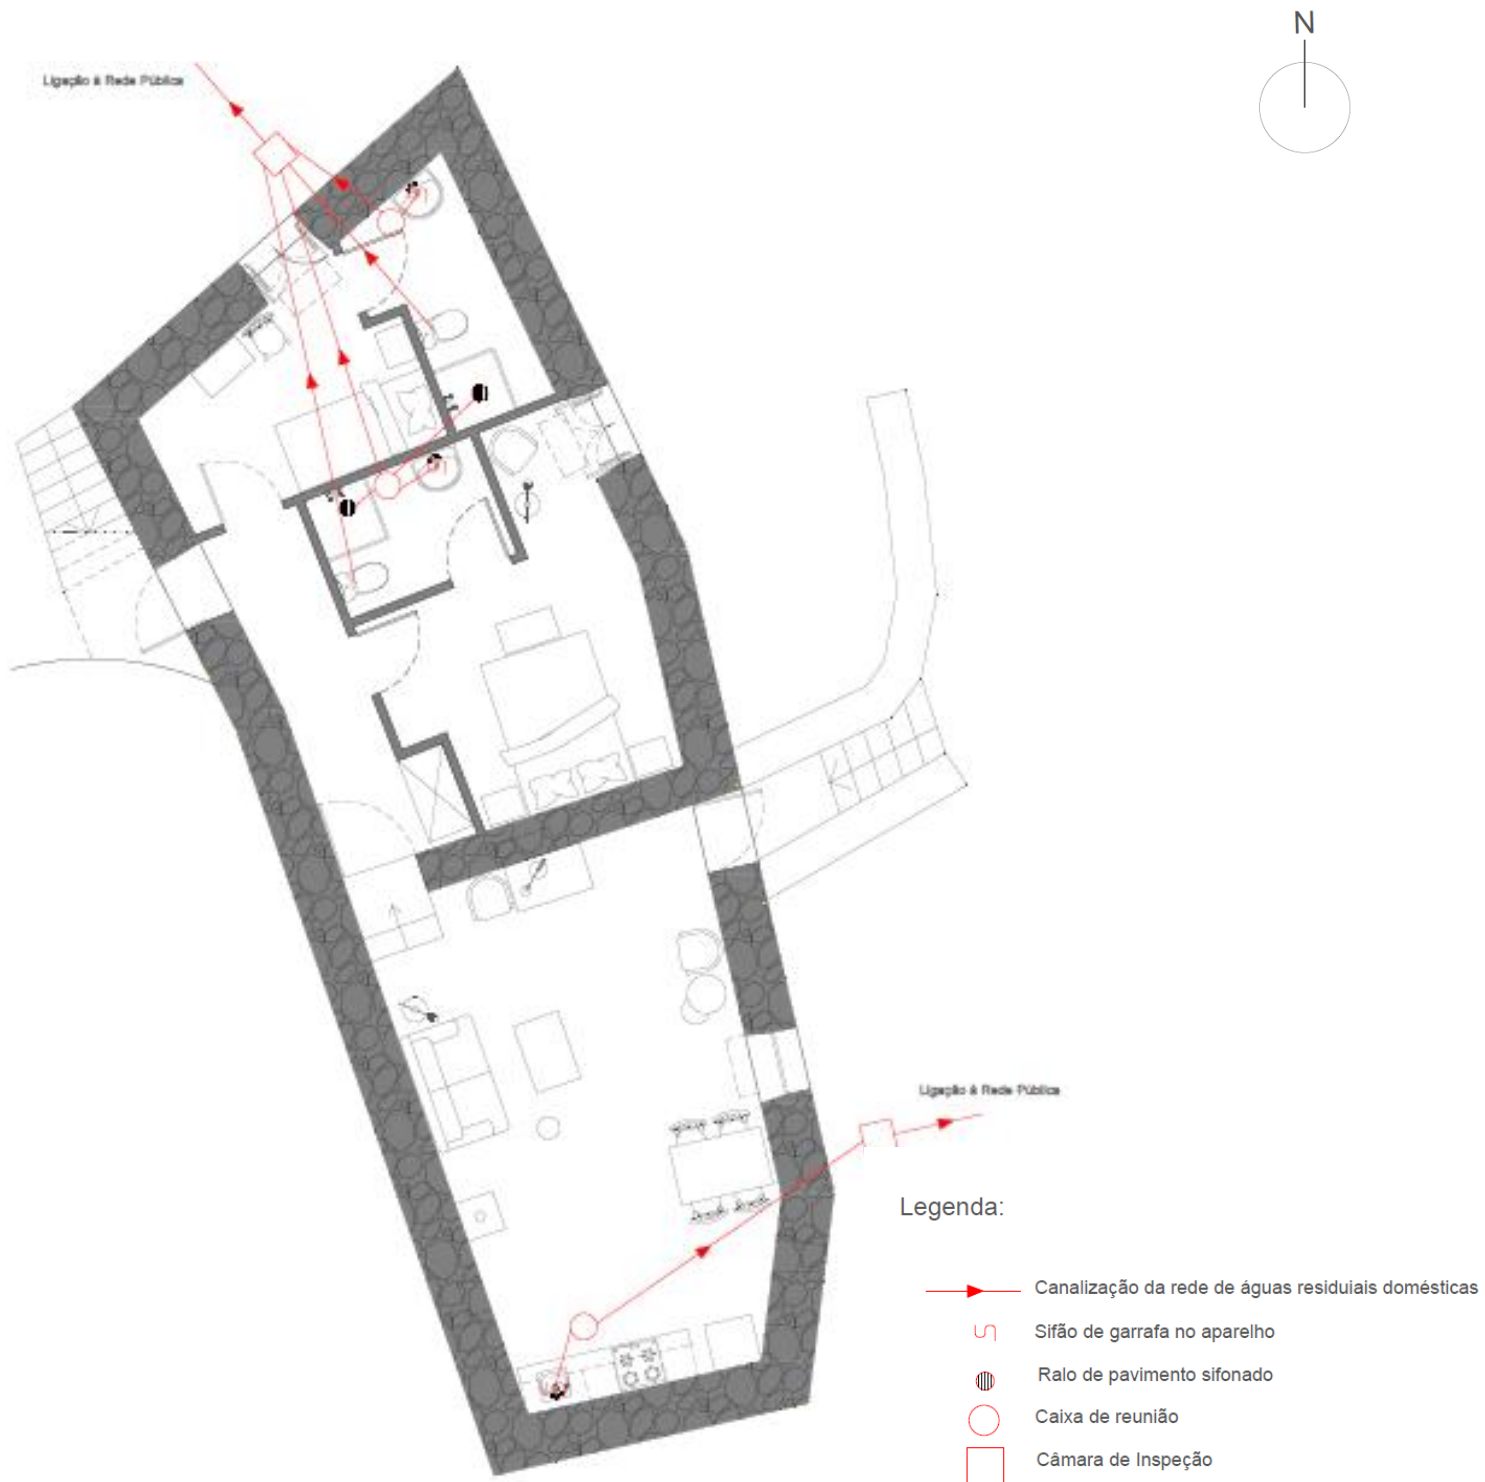 N
Ligação à Rede Pública
Ligação à Rede Pública
Legenda:
Canalização da rede de águas residuiais domésticas
Sifão de garrafa no aparelho
Ralo de pavimento sifonado
Caixa de reunião
Câmara de Inspeção